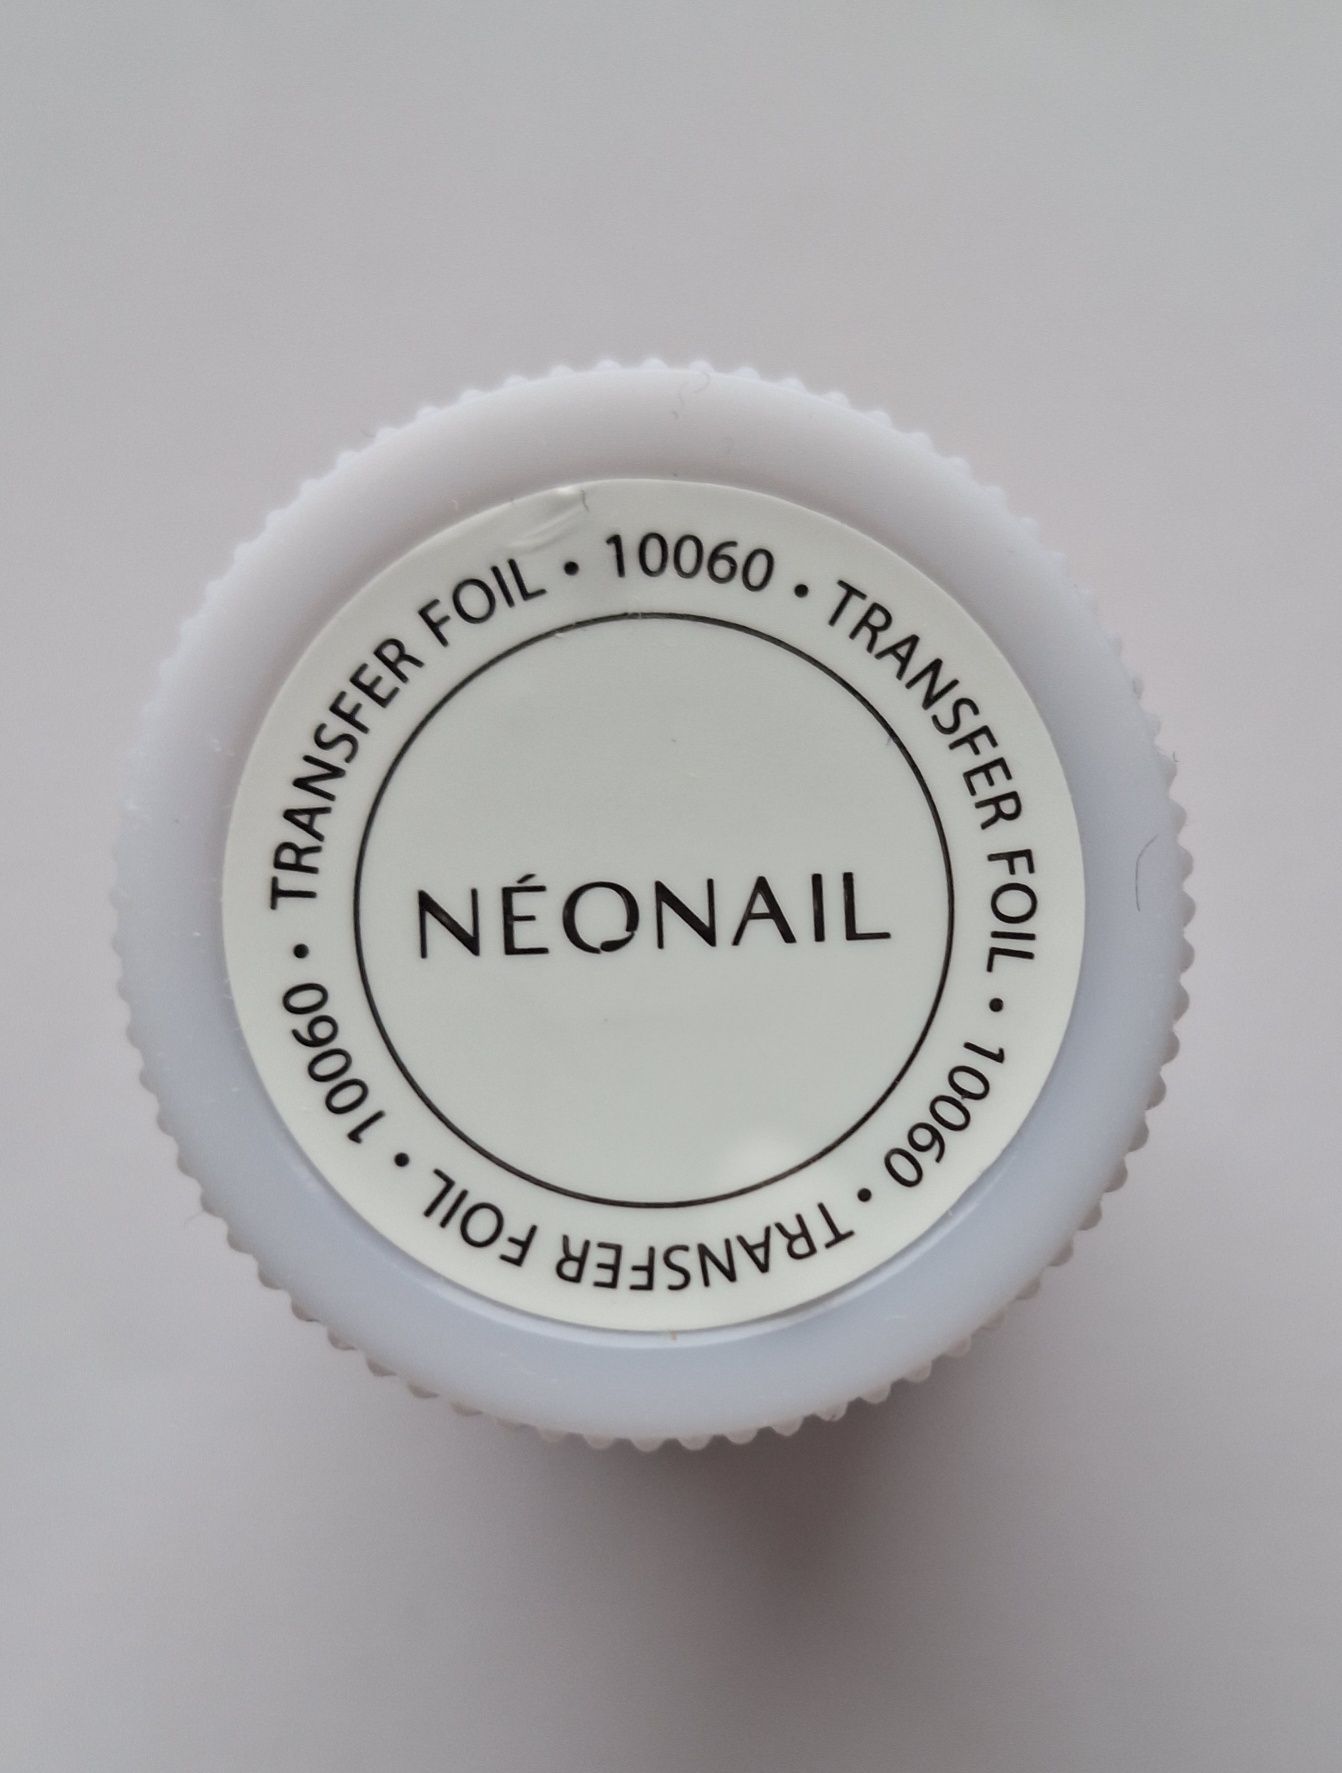 TRANSFER FOIL • 10060 • TRANSFER FOIL • 10060 • TRANSFER FOIL • 10060 •
NÉONAIL